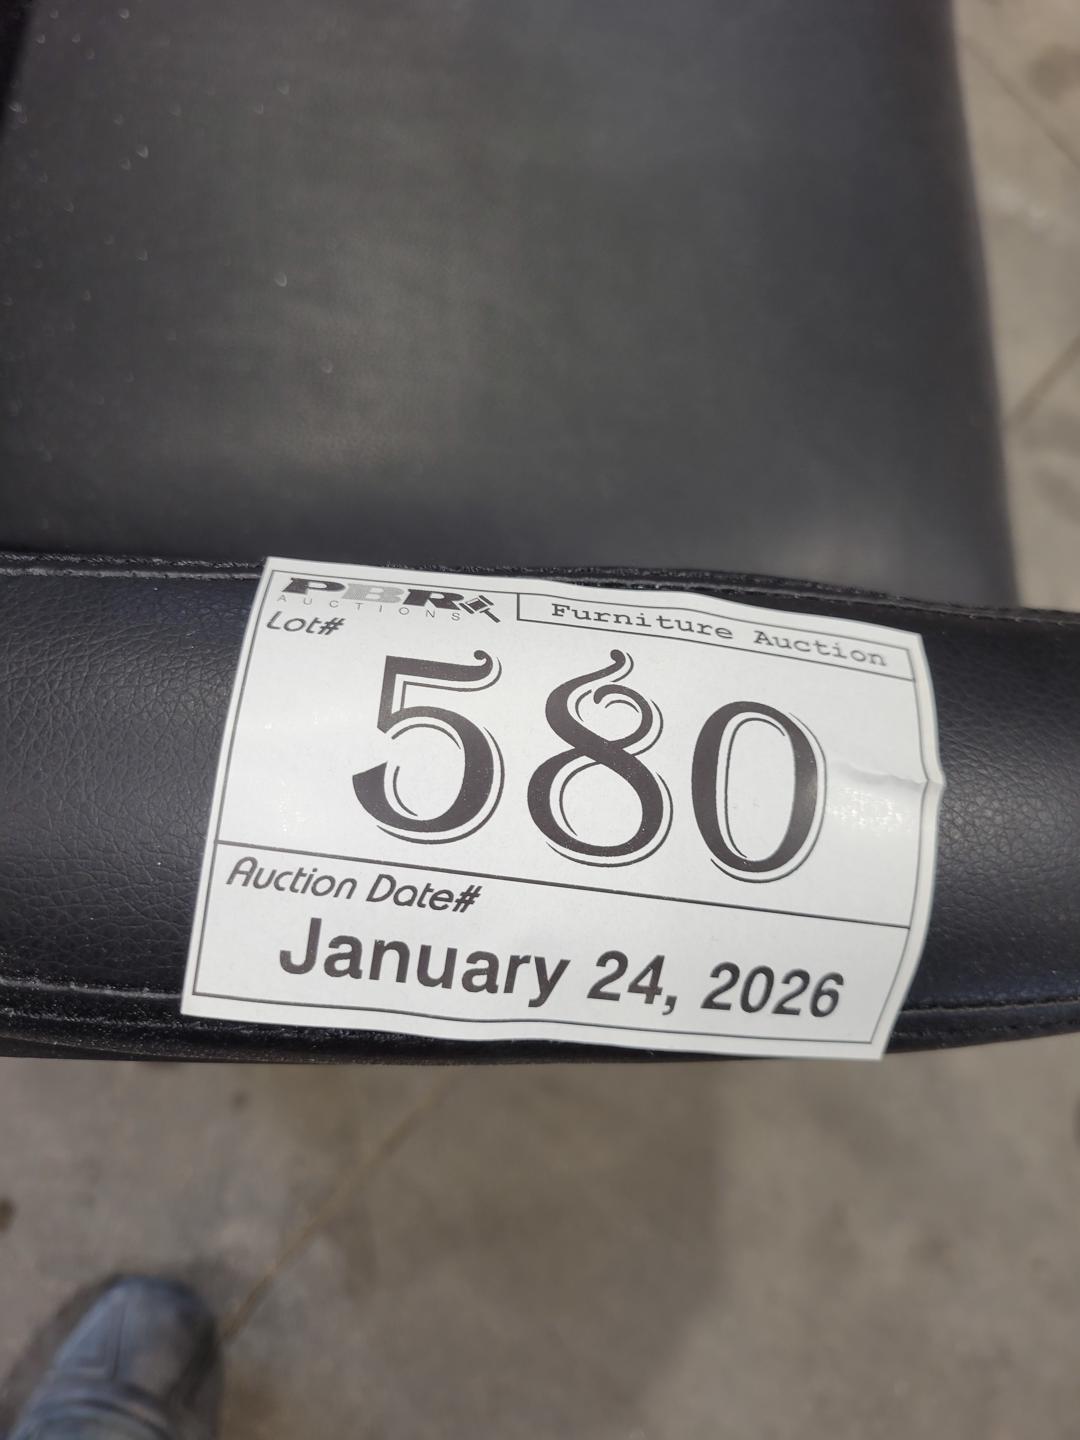 PBR
AUCTIONS
Furniture Auction
Lot#
580
Auction Date#
January 24, 2026